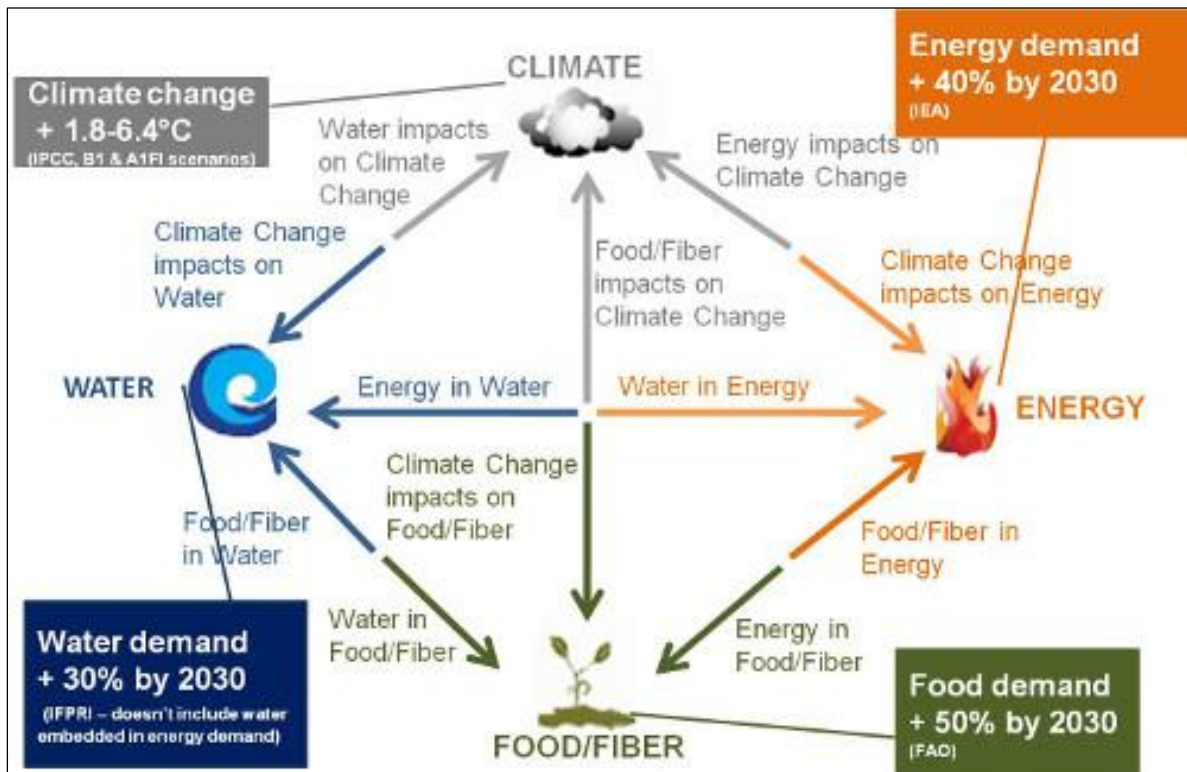 Climate change
+ 1.8-6.4°C
(IPCC, B1 & A1FI scenarios)
CLIMATE
Energy demand
+ 40% by 2030
(IEA)
Water impacts
on Climate
Change
Energy impacts on
Climate Change
Climate Change
impacts on
Water
Food/Fiber
impacts on
Climate Change
Climate Change
impacts on Energy
WATER
Energy in Water
Water in Energy
ENERGY
Climate Change
impacts on
Food/Fiber
Food/Fiber
in Water
Food/Fiber in
Energy
Water in
Food/Fiber
Energy in
Food/Fiber
Water demand
+ 30% by 2030
(IFPRI – doesn't include water
embedded in energy demand)
FOOD/FIBER
Food demand
+ 50% by 2030
(FAO)